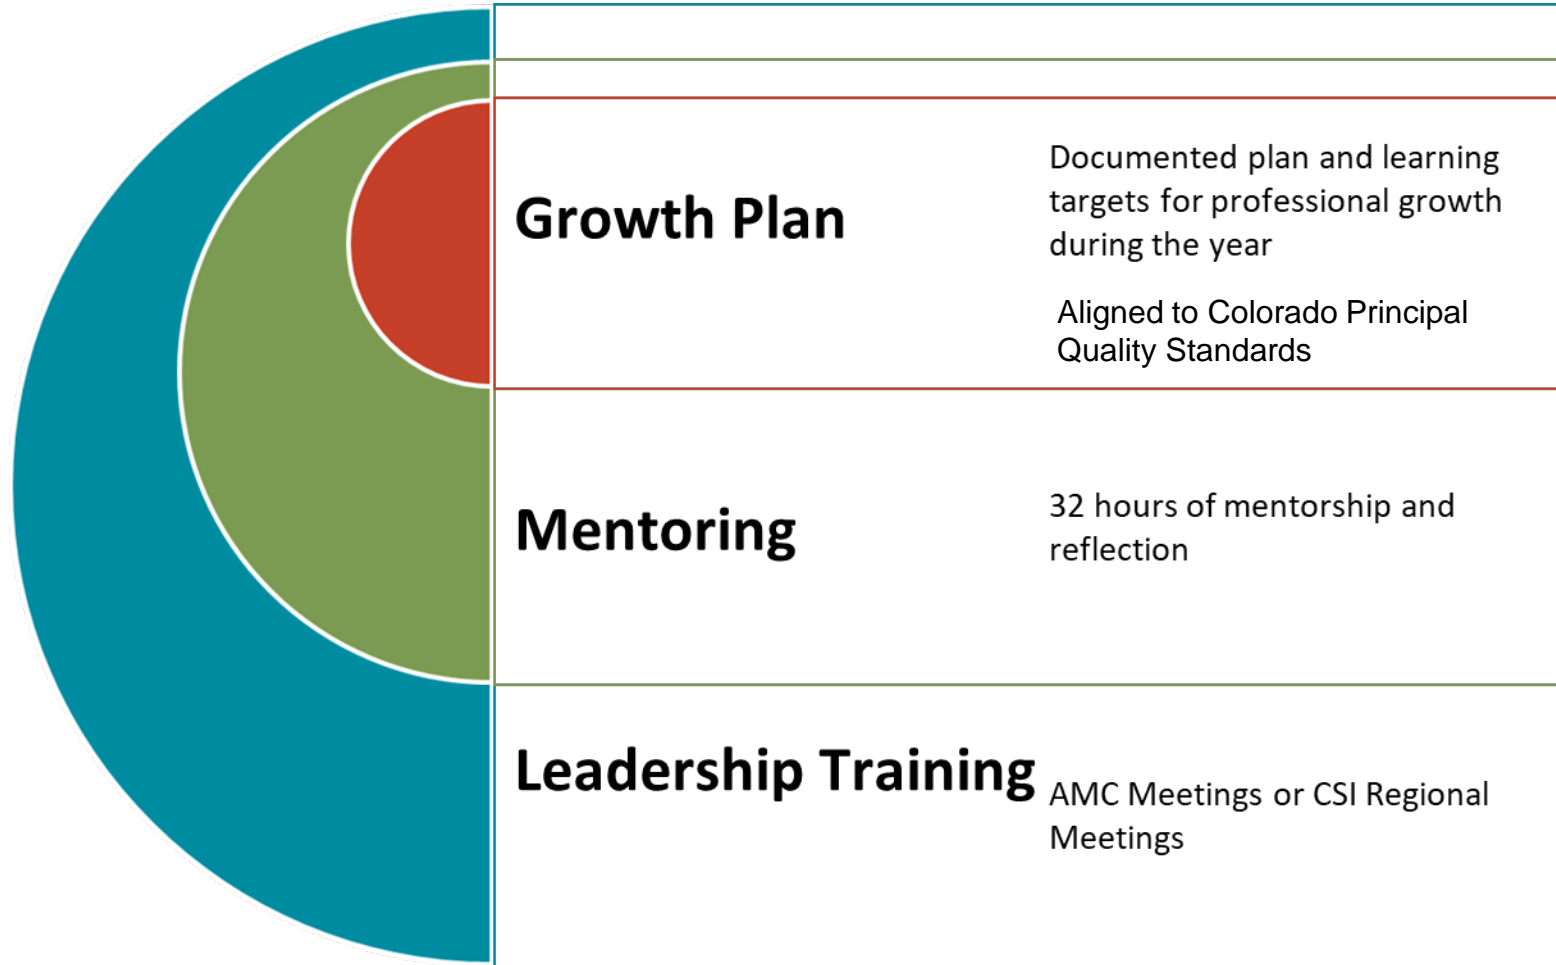 Growth Plan
Documented plan and learning
targets for professional growth
during the year
Aligned to Colorado Principal
Quality Standards
Mentoring
32 hours of mentorship and
reflection
Leadership Training
AMC Meetings or CSI Regional
Meetings